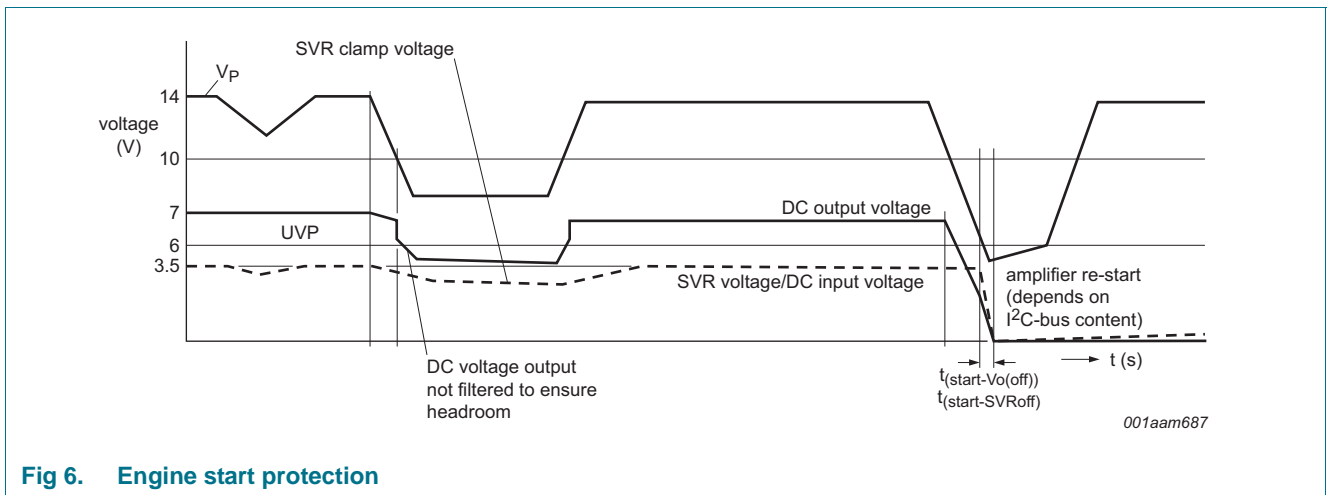 SVR clamp voltage
V_P
14
voltage
(V)
10
7
DC output voltage
UVP
6
3.5
SVR voltage/DC input voltage
amplifier re-start
(depends on
I²C-bus content)
DC voltage output
not filtered to ensure
headroom
t (s)
t(start-Vo(off))
t(start-SVRoff)
001aam687
Fig 6. Engine start protection